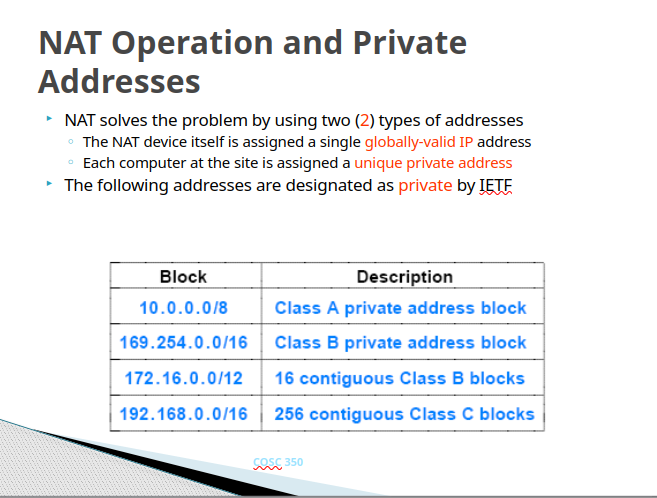 NAT Operation and Private
Addresses
NAT solves the problem by using two (2) types of addresses
The NAT device itself is assigned a single globally-valid IP address
Each computer at the site is assigned a unique private address
The following addresses are designated as private by IETF
Block Description
10.0.0.0/8 Class A private address block
169.254.0.0/16 Class B private address block
172.16.0.0/12 16 contiguous Class B blocks
192.168.0.0/16 256 contiguous Class C blocks
COSC 350